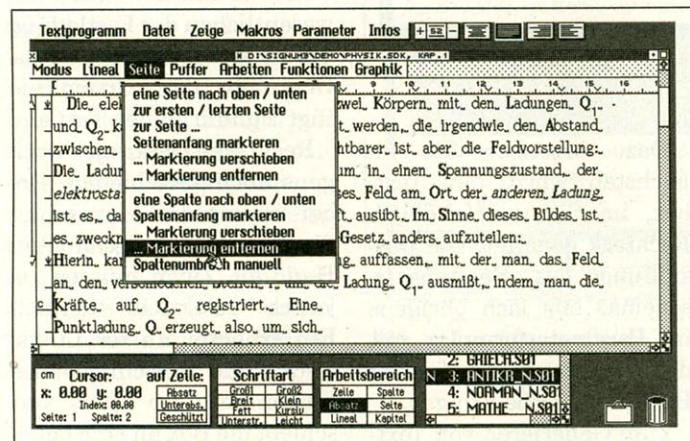 Textprogramm Datei Zeige Makros Parameter Infos
D:\SIGNUM3\DEMO\PHYSIK.SDK, KAP.1
Modus Lineal Seite Puffer Arbeiten Funktionen Graphik
eine Seite nach oben / unten
zur ersten / letzten Seite
zur Seite ...
Seitenanfang markieren
... Markierung verschieben
... Markierung entfernen
eine Spalte nach oben / unten
Spaltenanfang markieren
... Markierung verschieben
... Markierung entfernen
Spaltenumbruch manuell
Die elek zwei Körpern mit den Ladungen Q1
und Q2 k t werden, die irgendwie den Abstand
zwischen htbarer ist aber die Feldvorstellung:
Die Ladun um in einen Spannungszustand, der
elektrosta es Feld am Ort der anderen Ladung
ist es, da ft ausübt. Im Sinne dieses Bildes ist
es zweckm Gesetz so aufzuteilen:
Hierin ka g auffassen, mit der man das Feld
an den Ladung Q1 ausmißt, indem man die
Kräfte auf Q2 registriert. Eine
Punktladung Q erzeugt also um sich
cm Cursor: auf Zeile:
x: 0.00 y: 0.00
Index: 00.00
Seite: 1 Spalte: 2
Absatz
Unterabs.
Geschützt
Schriftart
Groß1 Groß2
Breit Klein
Fett Kursiv
Unterstr. Leicht
Arbeitsbereich
Zeile Spalte
Absatz Seite
Lineal Kapitel
2: GRIECH.S01
N 3: ANTIKR_N.S01
4: NORMAN_N.S01
5: MATHE_N.S01